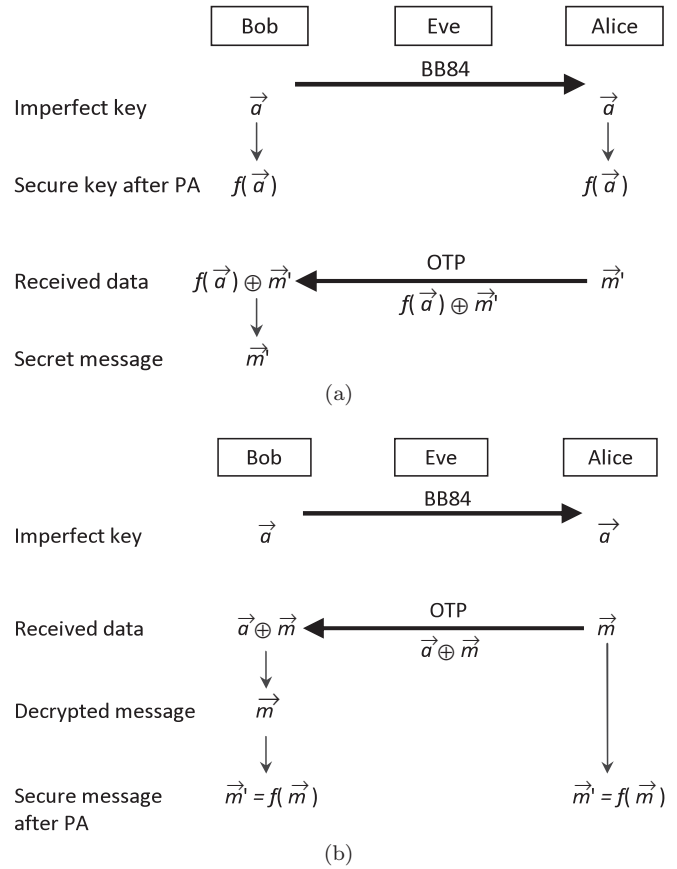 Bob Eve Alice
BB84
Imperfect key a⃗ a⃗
Secure key after PA f(a⃗) f(a⃗)
OTP
Received data f(a⃗) ⊕ m⃗' m⃗'
f(a⃗) ⊕ m⃗'
Secret message m⃗'
(a)
Bob Eve Alice
BB84
Imperfect key a⃗ a⃗
OTP
Received data a⃗ ⊕ m⃗ m⃗
a⃗ ⊕ m⃗
Decrypted message m⃗
Secure message m⃗' = f(m⃗) m⃗' = f(m⃗)
after PA
(b)